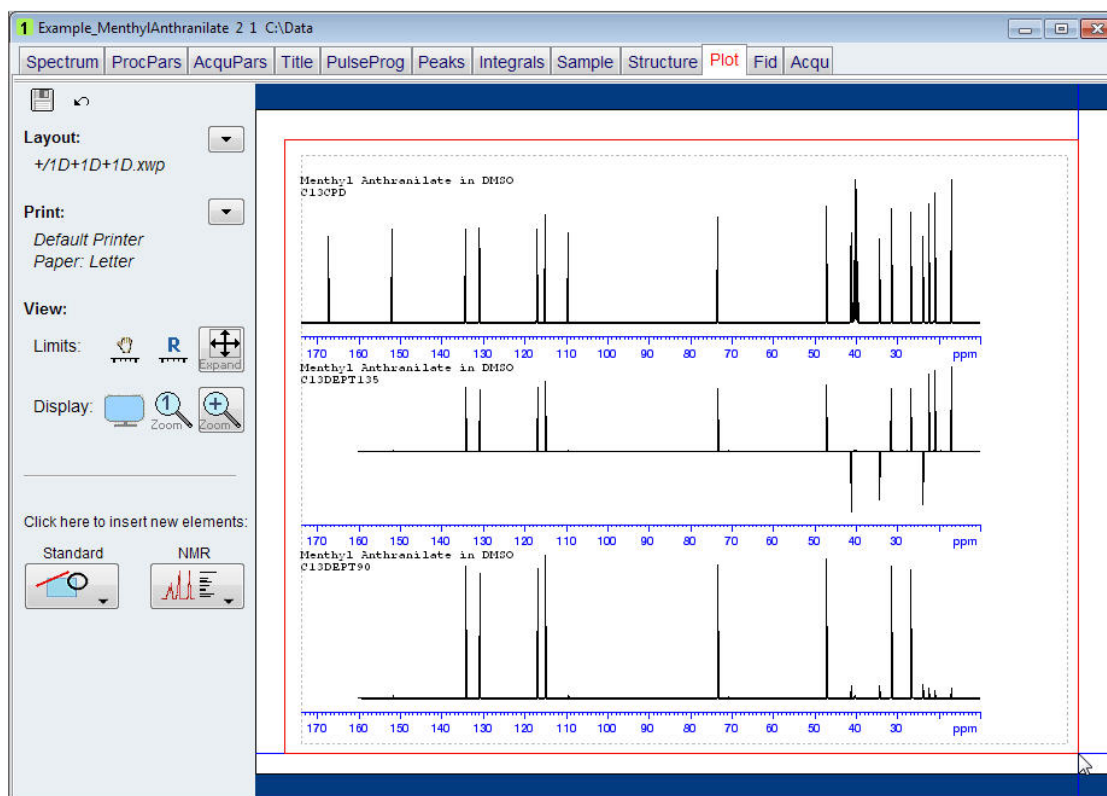 1 Example_MenthylAnthranilate 2 1 C:\Data
Spectrum ProcPars AcquPars Title PulseProg Peaks Integrals Sample Structure Plot Fid Acqu
Layout:
+/1D+1D+1D.xwp
Print:
Default Printer
Paper: Letter
View:
Limits:
R
Expand
Display:
1
Zoom
+
Zoom
Click here to insert new elements:
Standard NMR
Menthyl Anthranilate in DMSO
C13CPD
170 160 150 140 130 120 110 100 90 80 70 60 50 40 30 ppm
Menthyl Anthranilate in DMSO
C13DEPT135
170 160 150 140 130 120 110 100 90 80 70 60 50 40 30 ppm
Menthyl Anthranilate in DMSO
C13DEPT90
170 160 150 140 130 120 110 100 90 80 70 60 50 40 30 ppm